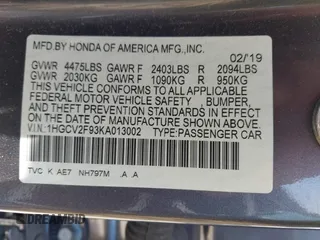 MFD.BY HONDA OF AMERICA MFG.,INC.
02/19
GVWR 4475LBS GAWR F 2403LBS R 2094LBS
GVWR 2030KG GAWR F 1090KG R 950KG
THIS VEHICLE CONFORMS TO ALL APPLICABLE
FEDERAL MOTOR VEHICLE SAFETY , BUMPER,
AND THEFT PREVENTION STANDARDS IN EFFECT ON
THE DATE OF MANUFACTURE SHOWN ABOVE.
V.I.N.:1HGCV2F93KA013002 TYPE:PASSENGER CAR
TVC K AE7 NH797M .A .A
DREAMBID